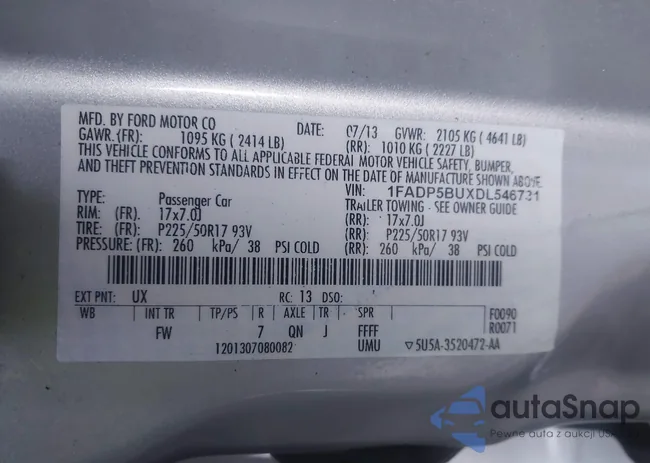 MFD. BY FORD MOTOR CO DATE: 07/13 GVWR: 2105 KG ( 4641 LB)
GAWR:(FR): 1095 KG ( 2414 LB) (RR): 1010 KG ( 2227 LB)
THIS VEHICLE CONFORMS TO ALL APPLICABLE FEDERAL MOTOR VEHICLE SAFETY, BUMPER,
AND THEFT PREVENTION STANDARDS IN EFFECT ON THE DATE OF MANUFACTURE SHOWN ABOVE.
VIN: 1FADP5BUXDL546731
TYPE: Passenger Car TRAILER TOWING - SEE OWNER GUIDE
RIM: (FR). 17x7.0J (RR): 17x7.0J
TIRE: (FR). P225/50R17 93V (RR): P225/50R17 93V
PRESSURE: (FR): 260 kPa/ 38 PSI COLD (RR): 260 kPa/ 38 PSI COLD
EXT PNT: UX RC: 13 DSO:
WB INT TR TP/PS R AXLE TR SPR F0090
FW 7 QN J FFFF R0071
1201307080082 UMU ▽5U5A-3520472-AA
autaSnap
Pewne auta z aukcji USA